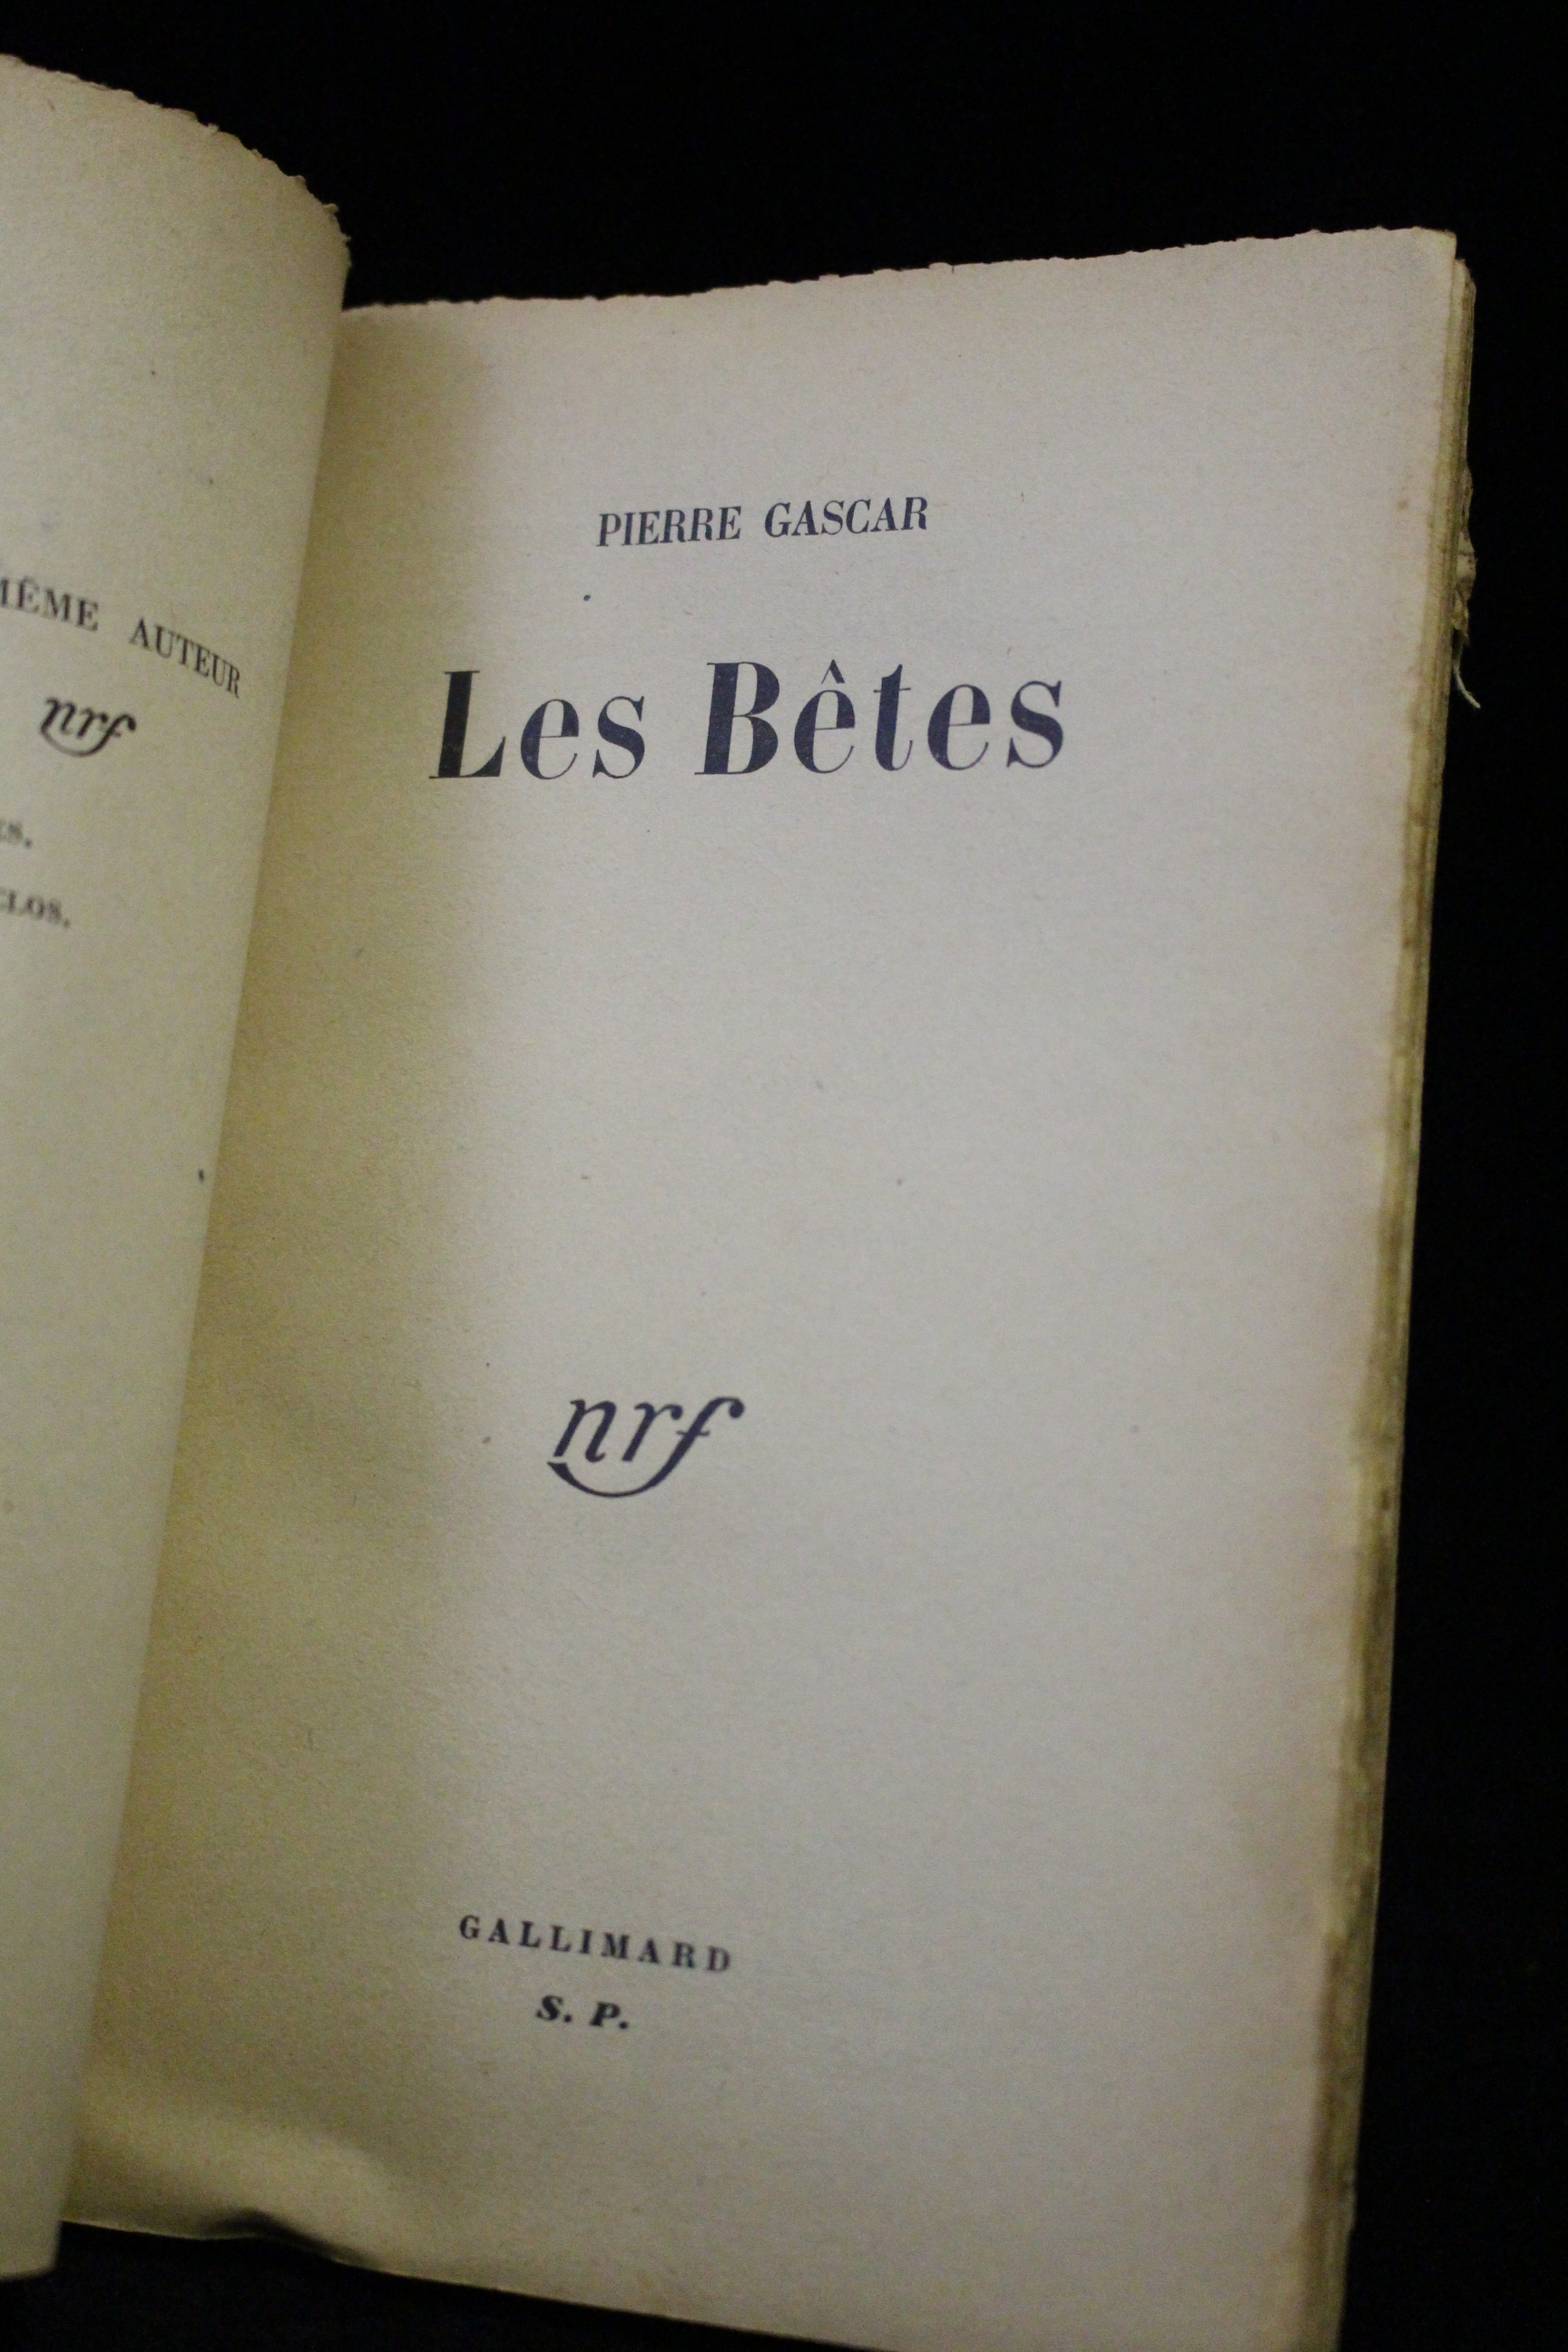 MÊME AUTEUR
nrf
PIERRE GASCAR
Les Bêtes
nrf
GALLIMARD
S. P.